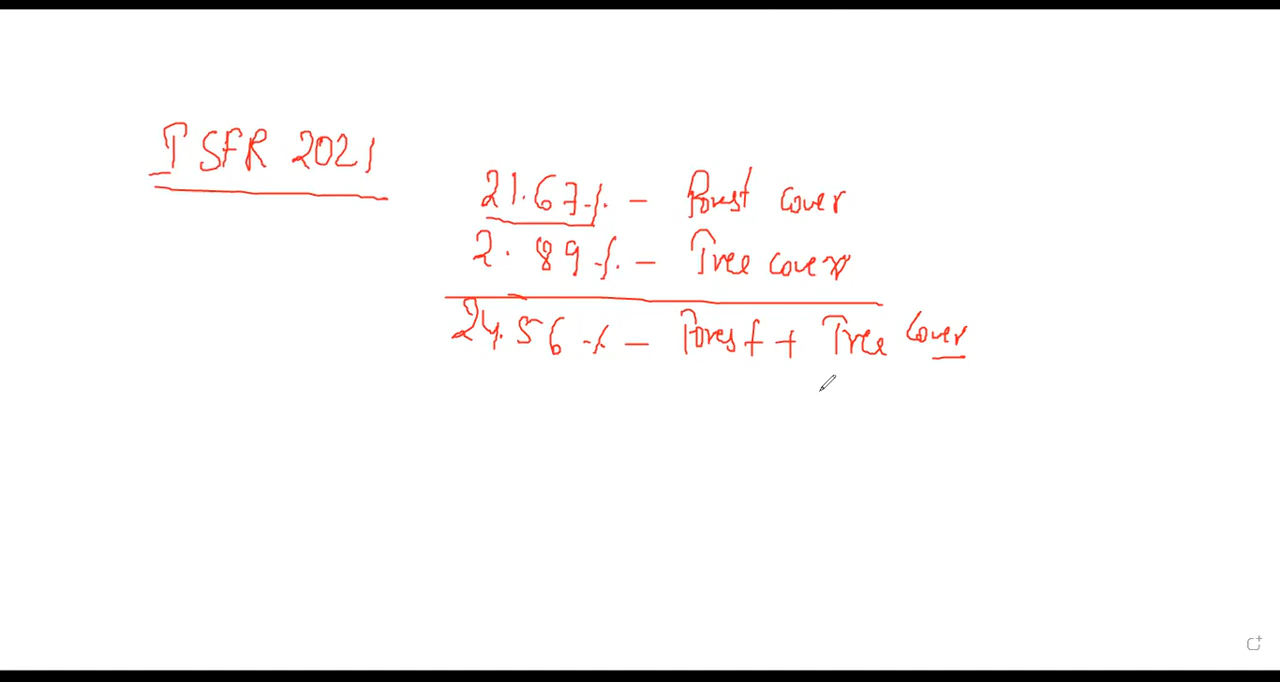 ISFR 2021
21.67% - Forest cover
2.89% - Tree cover
24.56% - Forest + Tree Cover